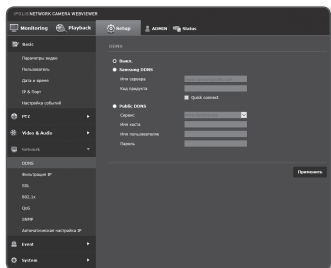 iPOLiS NETWORK CAMERA WEBVIEWER
Monitoring
Playback
Setup
ADMIN
Status
Basic
Параметры видео
Пользователь
Дата и время
IP & Порт
Настройка событий
PTZ
Video & Audio
Network
DDNS
Фильтрация IP
SSL
802.1x
QoS
SNMP
Автоматическая настройка IP
Event
System
DDNS
Выкл.
Samsung DDNS
Имя сервера
Код продукта
Quick connect
Public DDNS
Сервис
Имя хоста
Имя пользователя
Пароль
Применить